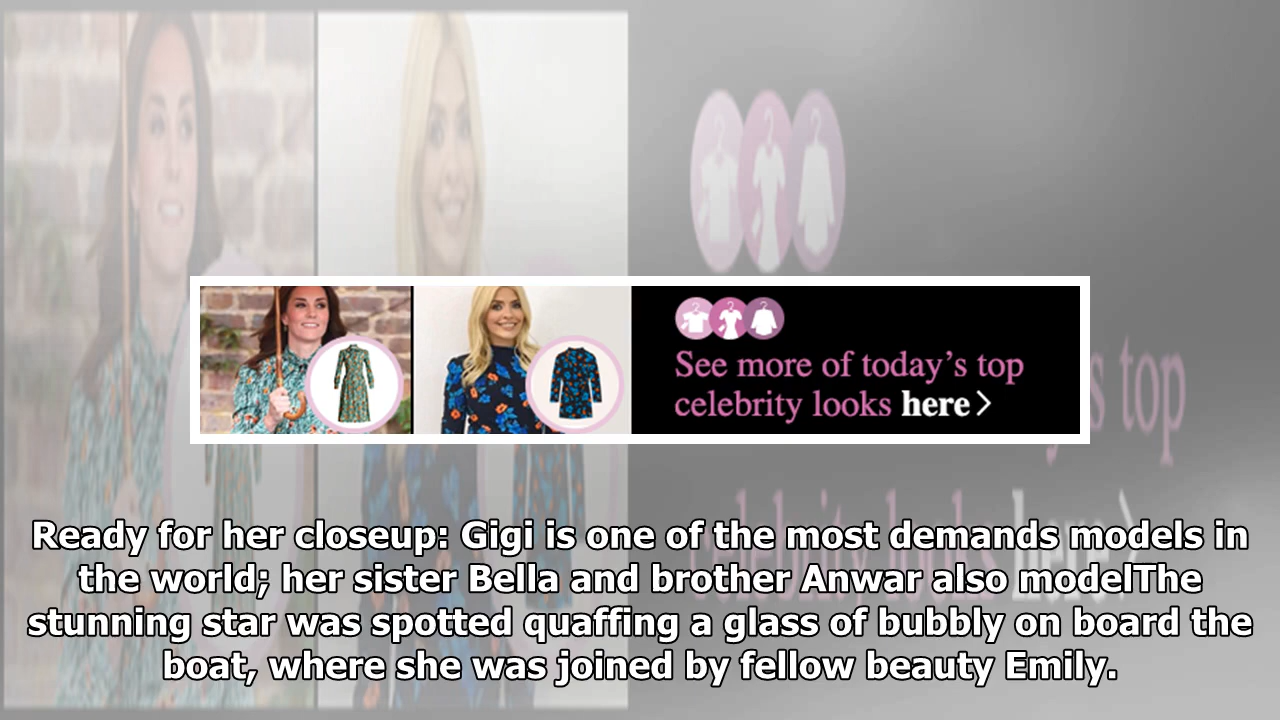 See more of today's top
celebrity looks here
s top
Ready for her closeup: Gigi is one of the most demands models in
the world; her sister Bella and brother Anwar also modelThe
stunning star was spotted quaffing a glass of bubbly on board the
boat, where she was joined by fellow beauty Emily.